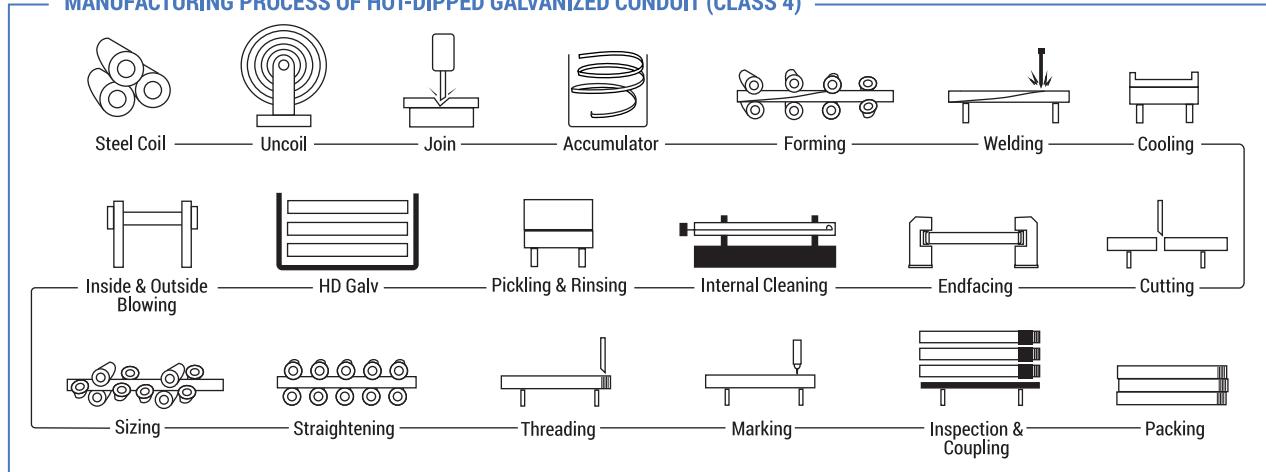 MANUFACTURING PROCESS OF HOT-DIPPED GALVANIZED CONDUIT (CLASS 4)
Steel Coil
Uncoil
Join
Accumulator
Forming
Welding
Cooling
Inside & Outside
Blowing
HD Galv
Pickling & Rinsing
Internal Cleaning
Endfacing
Cutting
Sizing
Straightening
Threading
Marking
Inspection &
Coupling
Packing